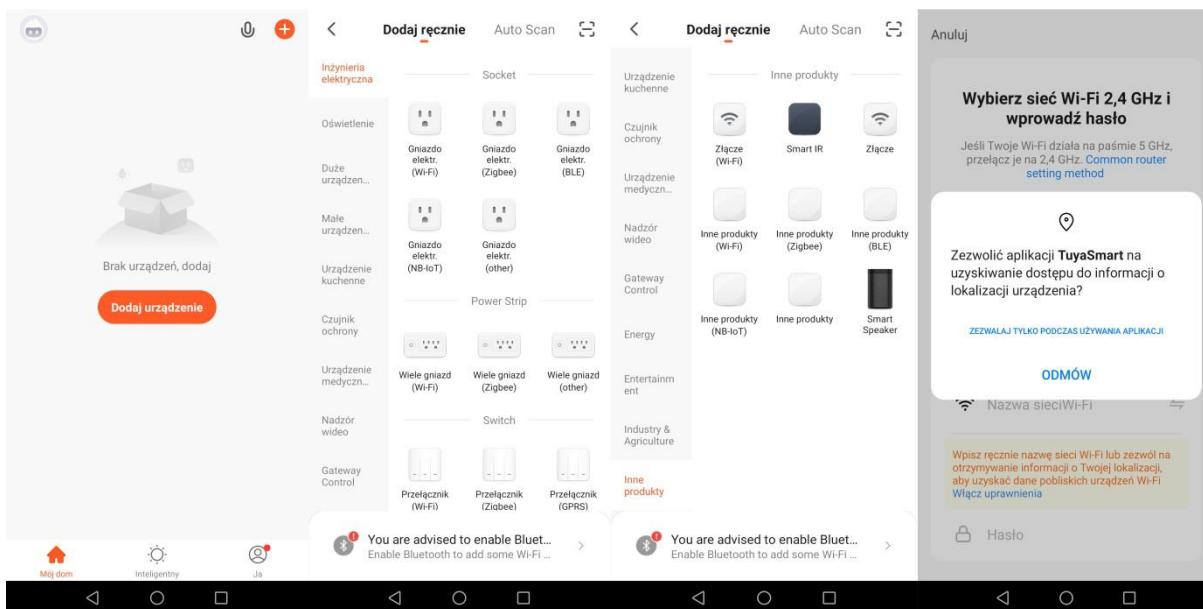 Brak urządzeń, dodaj
Dodaj urządzenie
Mój dom
Inteligentny
Ja
Dodaj ręcznie
Auto Scan
Inżynieria
elektryczna
Oświetlenie
Duże
urządzen...
Małe
urządzen...
Urządzenie
kuchenne
Czujnik
ochrony
Urządzenie
medyczn...
Nadzór
wideo
Gateway
Control
Socket
Gniazdo
elektr.
(Wi-Fi)
Gniazdo
elektr.
(Zigbee)
Gniazdo
elektr.
(BLE)
Gniazdo
elektr.
(NB-IoT)
Gniazdo
elektr.
(other)
Power Strip
Wiele gniazd
(Wi-Fi)
Wiele gniazd
(Zigbee)
Wiele gniazd
(other)
Switch
Przełącznik
(Wi-Fi)
Przełącznik
(Zigbee)
Przełącznik
(GPRS)
You are advised to enable Bluet...
Enable Bluetooth to add some Wi-Fi ...
Dodaj ręcznie
Auto Scan
Urządzenie
kuchenne
Czujnik
ochrony
Urządzenie
medyczn...
Nadzór
wideo
Gateway
Control
Energy
Entertainm
ent
Industry &
Agriculture
Inne
produkty
Inne produkty
Złącze
(Wi-Fi)
Smart IR
Złącze
Inne produkty
(Wi-Fi)
Inne produkty
(Zigbee)
Inne produkty
(BLE)
Inne produkty
(NB-IoT)
Inne produkty
Smart
Speaker
You are advised to enable Bluet...
Enable Bluetooth to add some Wi-Fi ...
Anuluj
Wybierz sieć Wi-Fi 2,4 GHz i
wprowadź hasło
Jeśli Twoje Wi-Fi działa na paśmie 5 GHz,
przełącz je na 2,4 GHz. Common router
setting method
Zezwolić aplikacji TuyaSmart na
uzyskiwanie dostępu do informacji o
lokalizacji urządzenia?
ZEZWALAJ TYLKO PODCZAS UŻYWANIA APLIKACJI
ODMÓW
Nazwa sieciWi-Fi
Wpisz ręcznie nazwę sieci Wi-Fi lub zezwól na
otrzymywanie informacji o Twojej lokalizacji,
aby uzyskać dane pobliskich urządzeń Wi-Fi
Włącz uprawnienia
Hasło